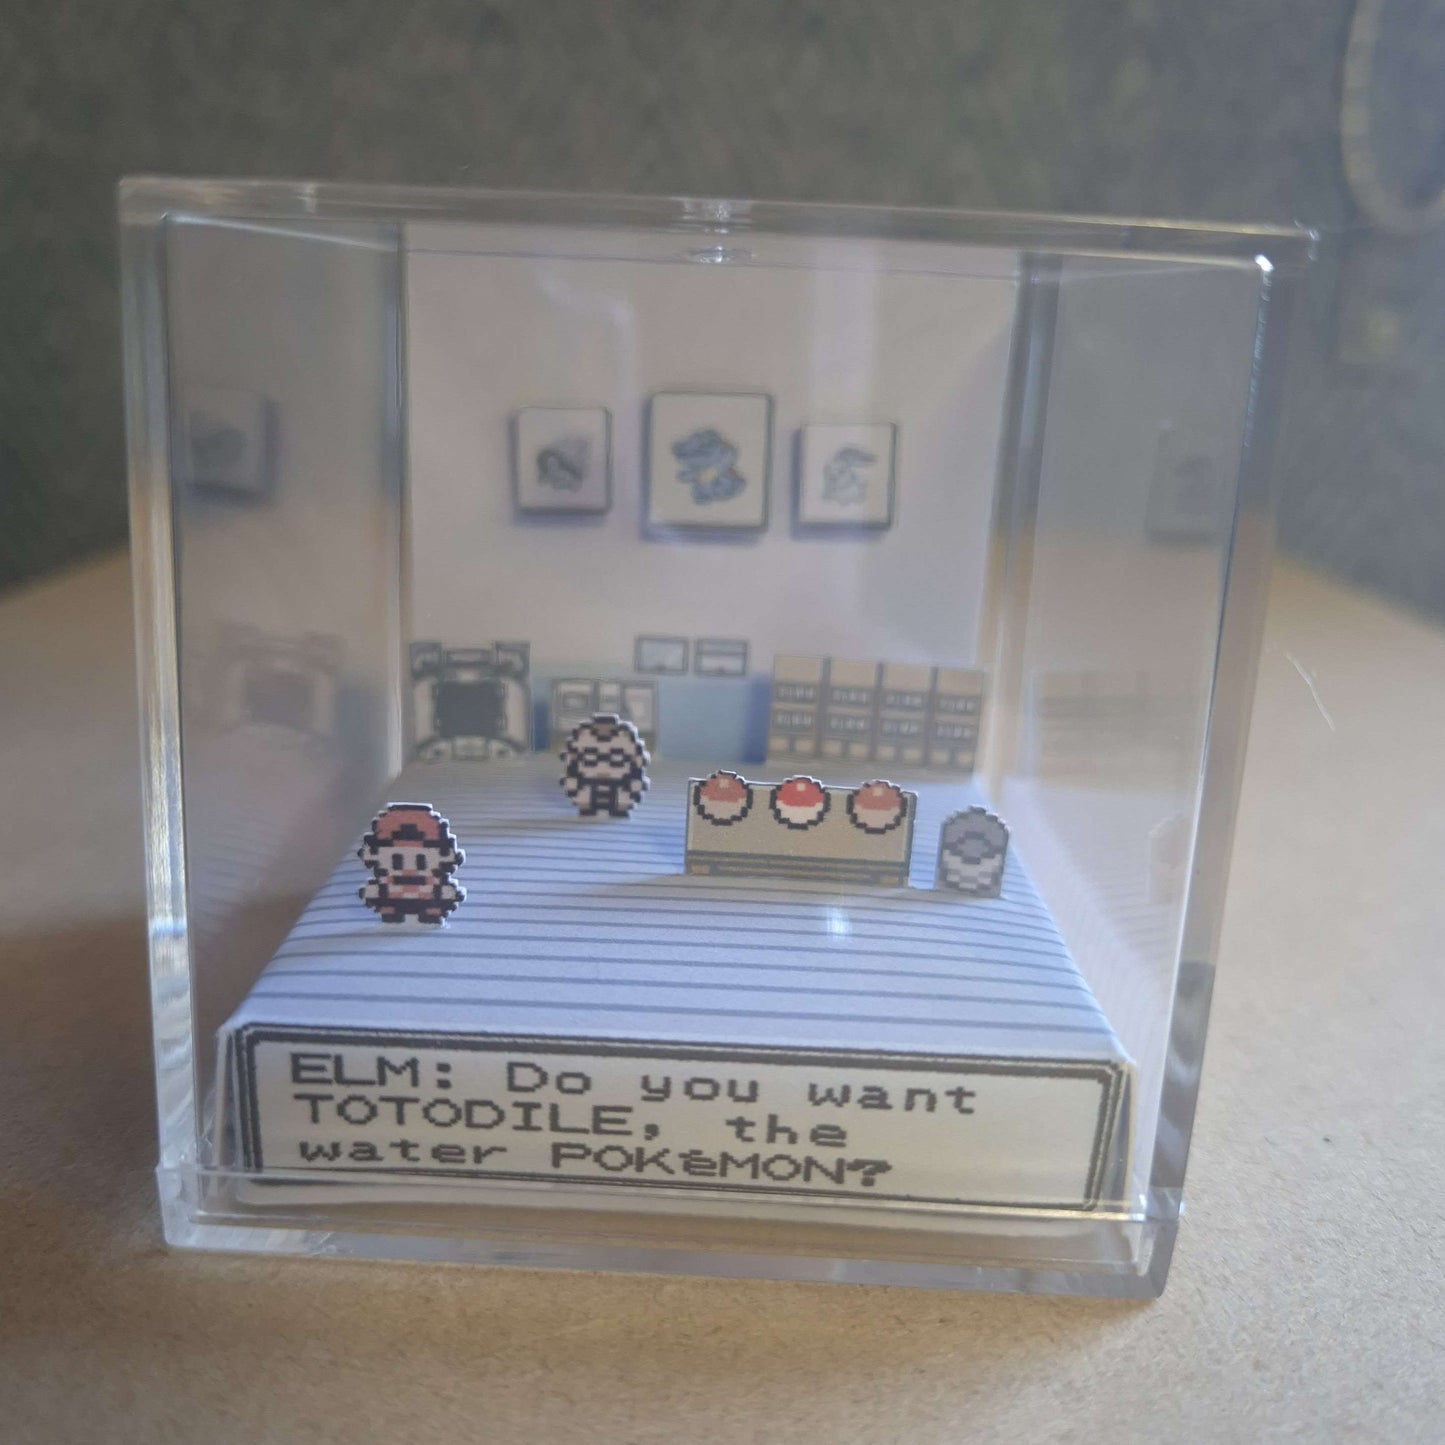 ELM: Do you want
TOTODILE, the
water POKéMON?